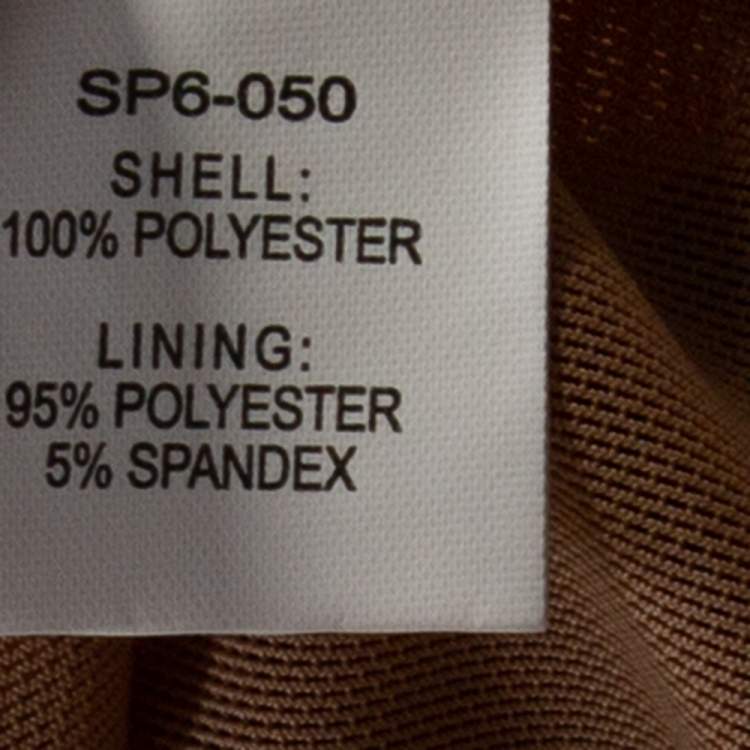 SP6-050
SHELL:
100% POLYESTER
LINING:
95% POLYESTER
5% SPANDEX